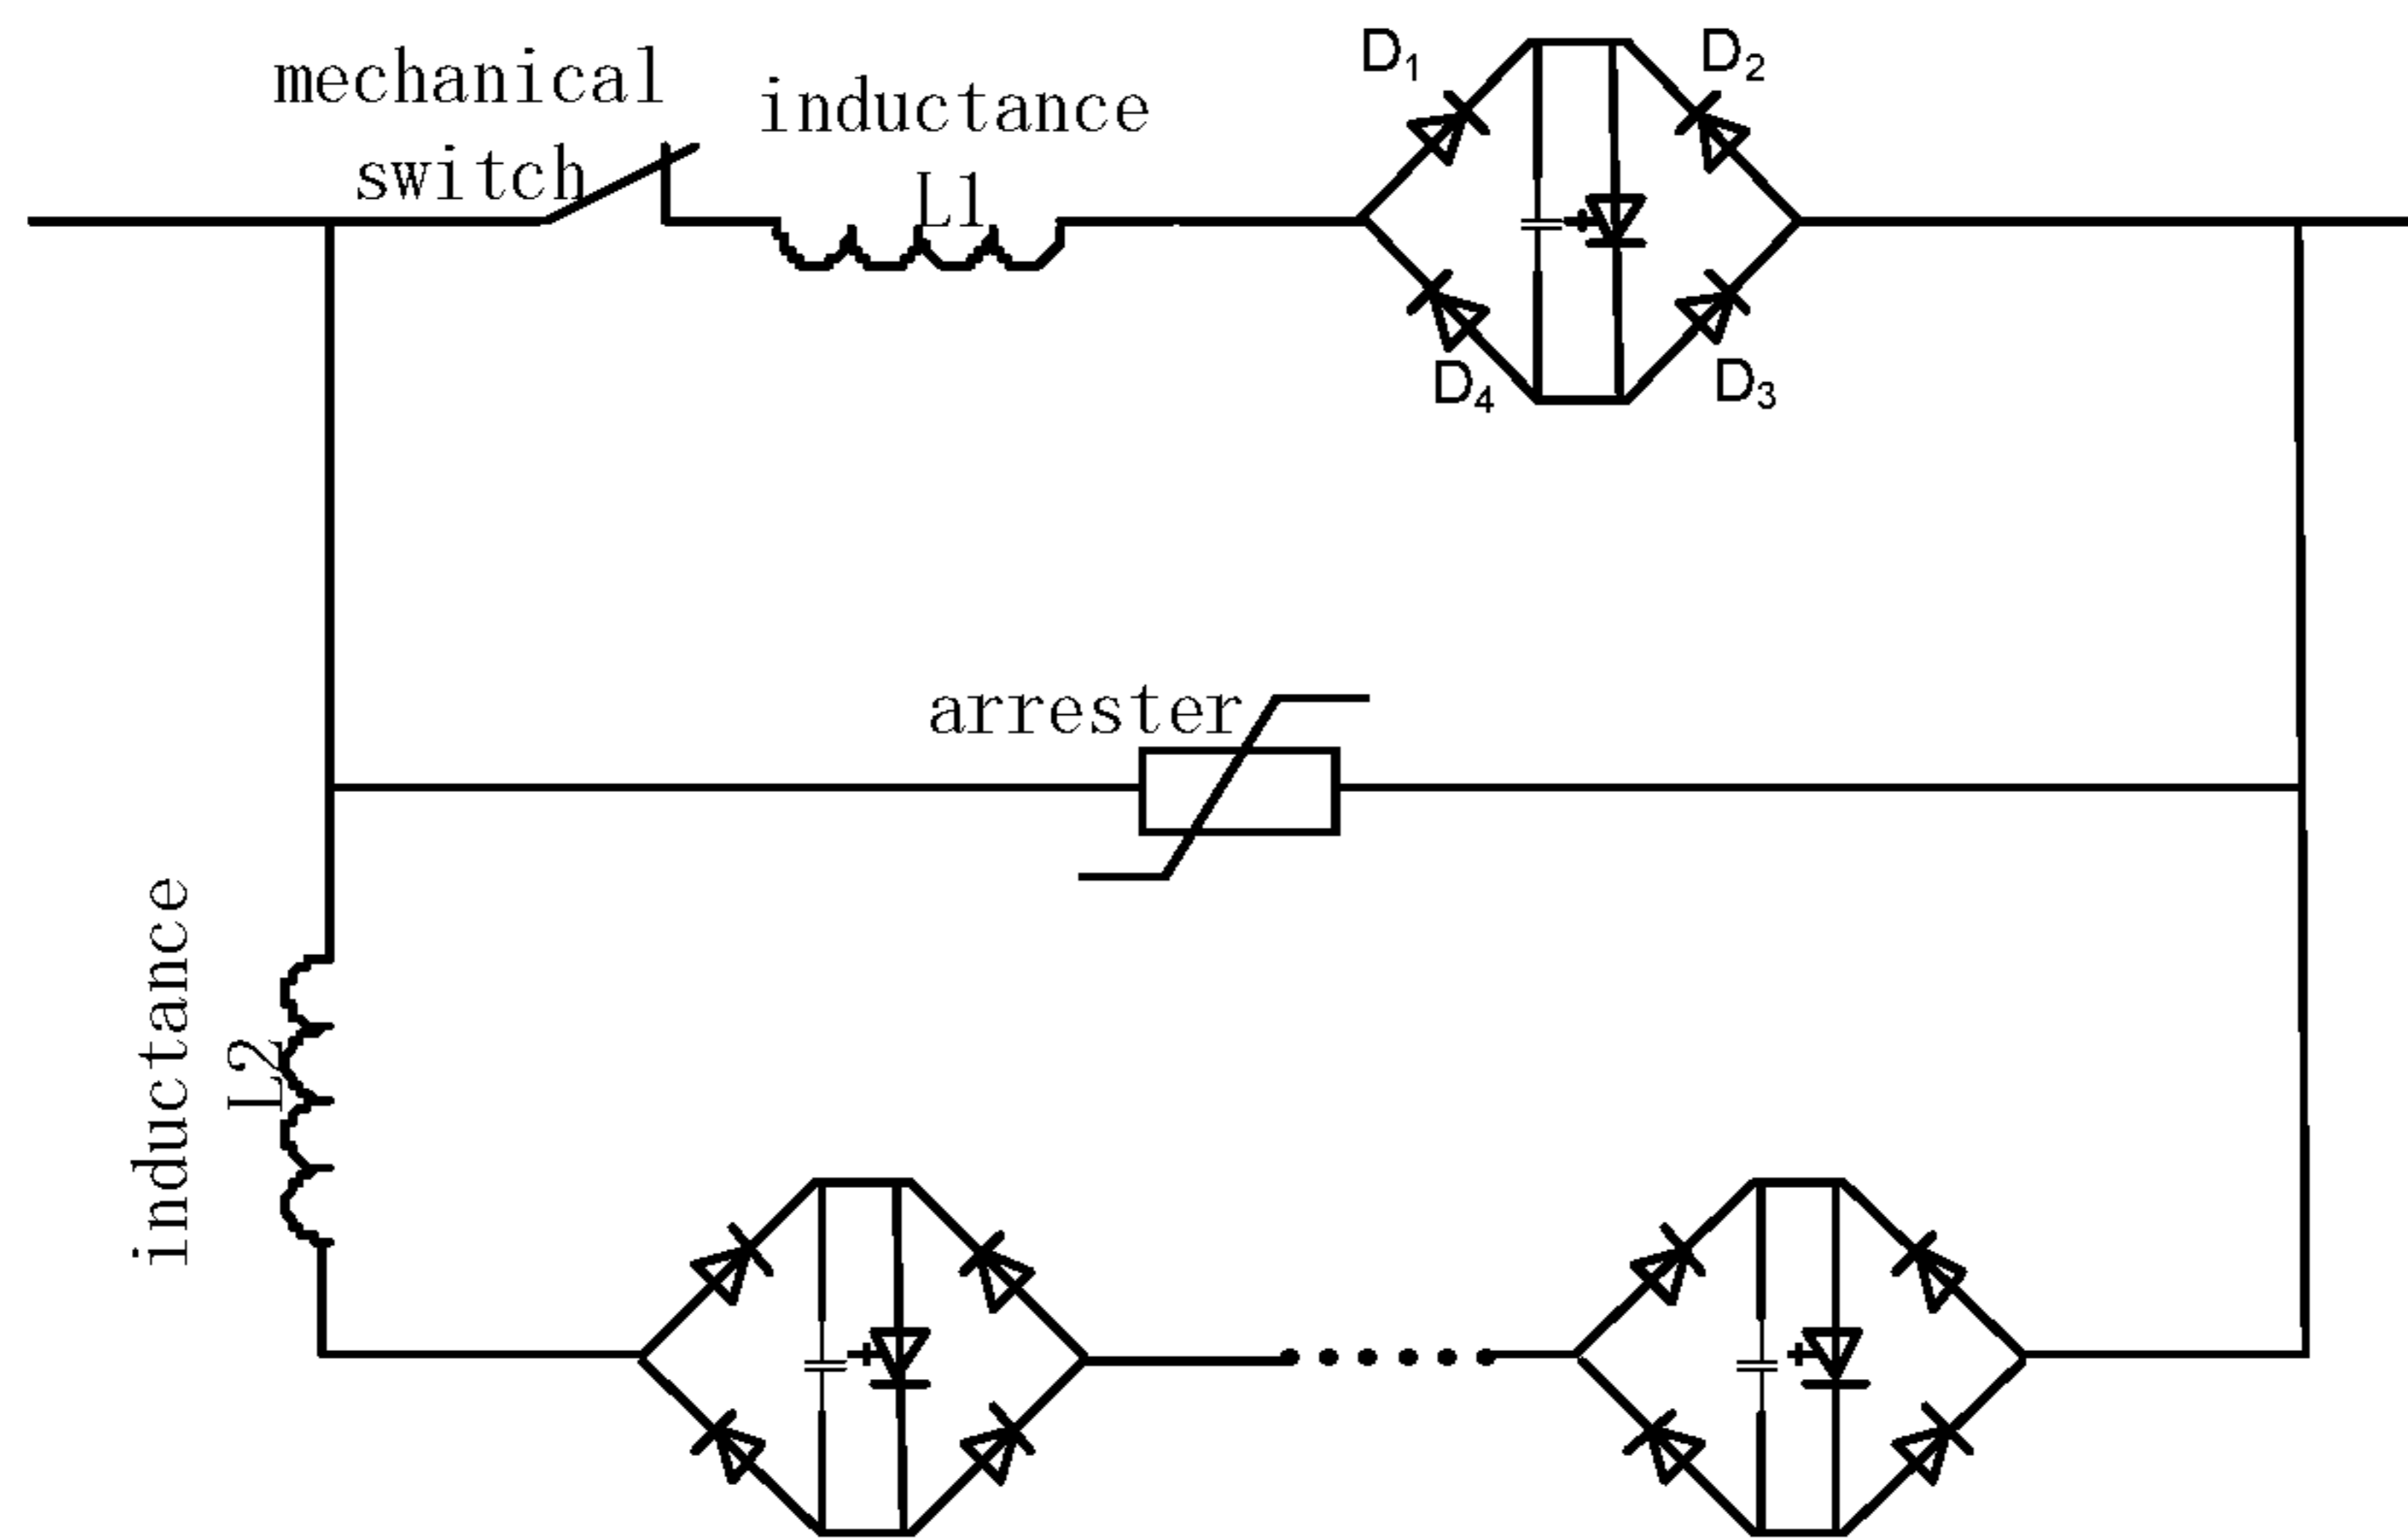 mechanical
switch
inductance
L1
D1
D2
D4
D3
arrester
inductance
L2